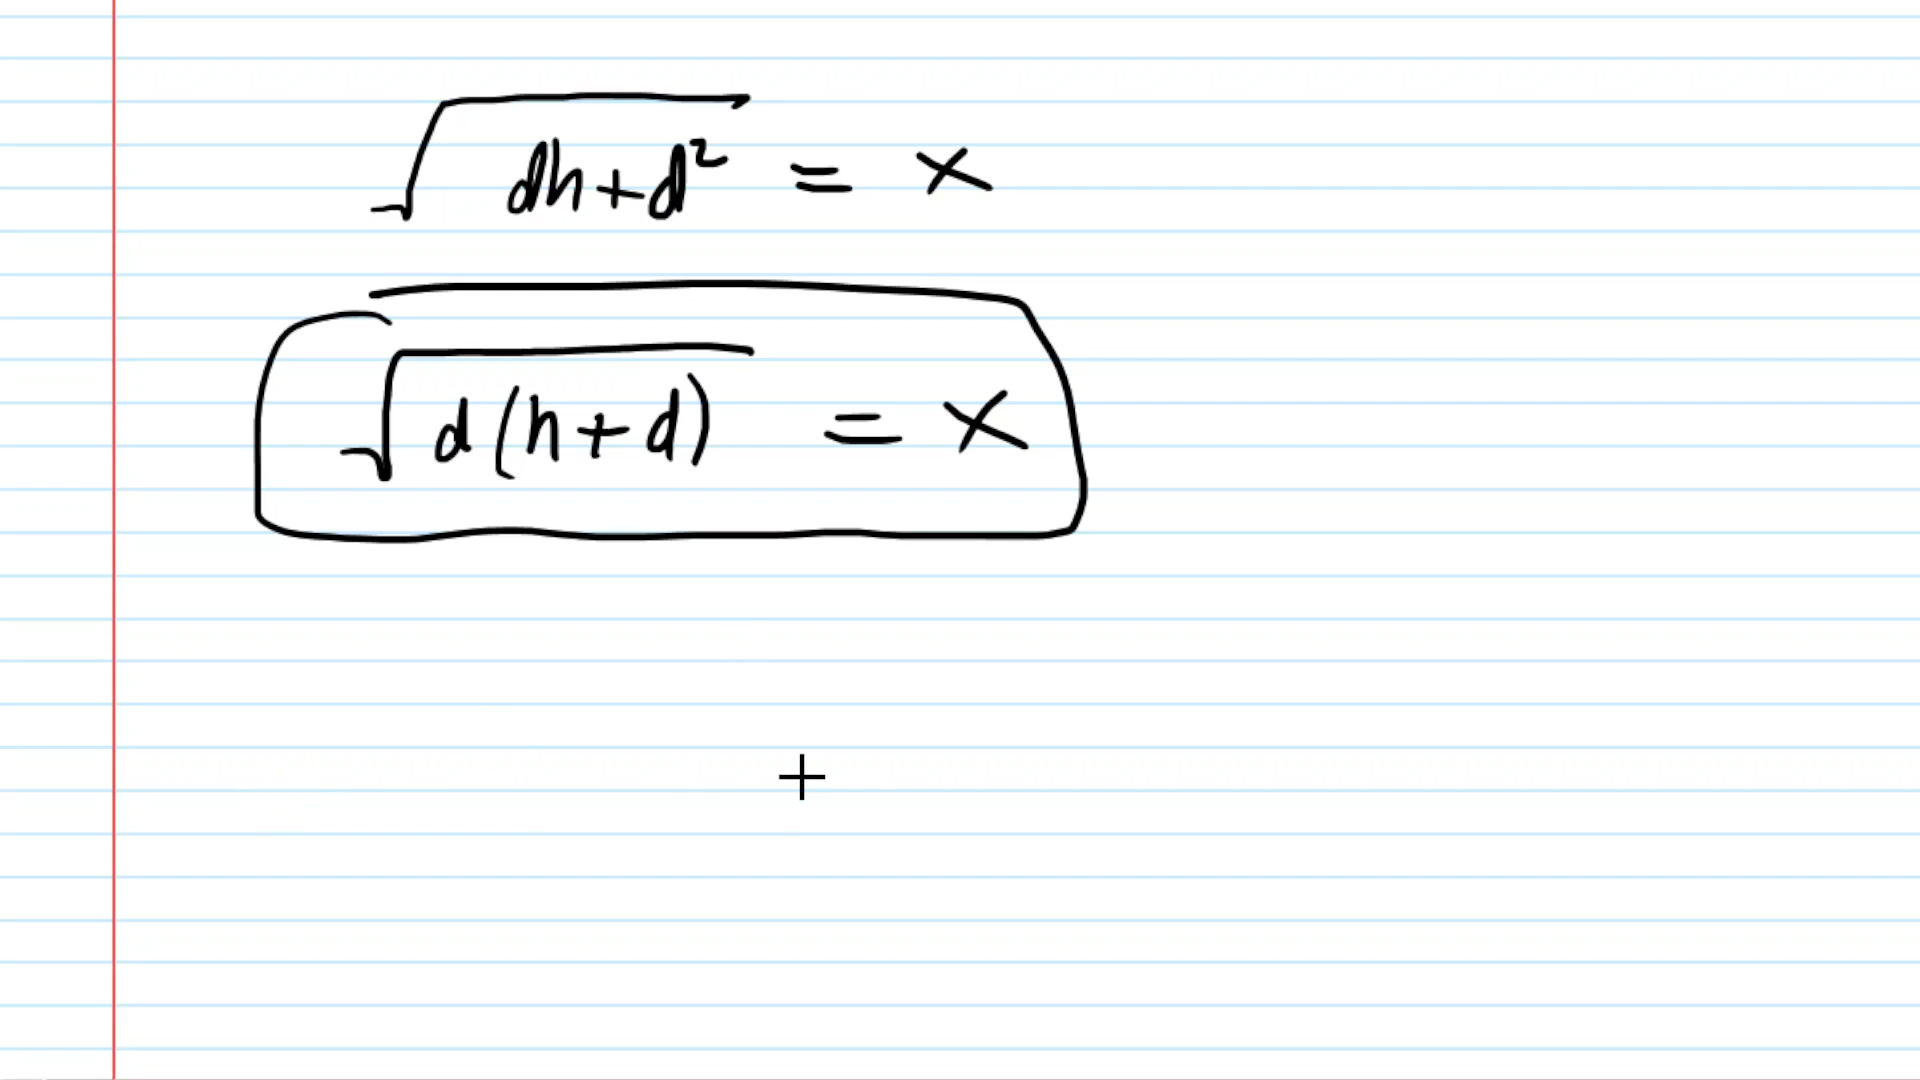 √(dh+d²) = x
√(d(h+d)) = x